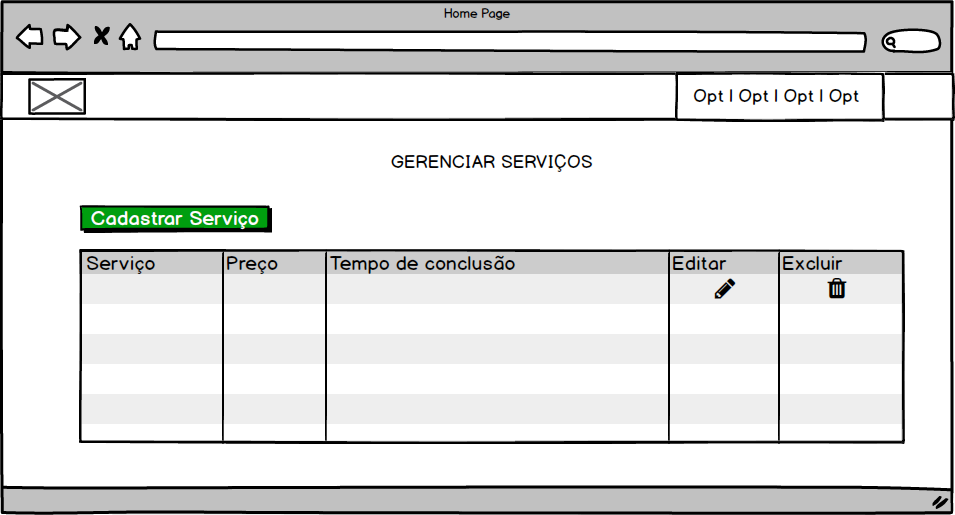 Home Page
Opt | Opt | Opt | Opt
GERENCIAR SERVIÇOS
Cadastrar Serviço
Serviço Preço Tempo de conclusão Editar Excluir